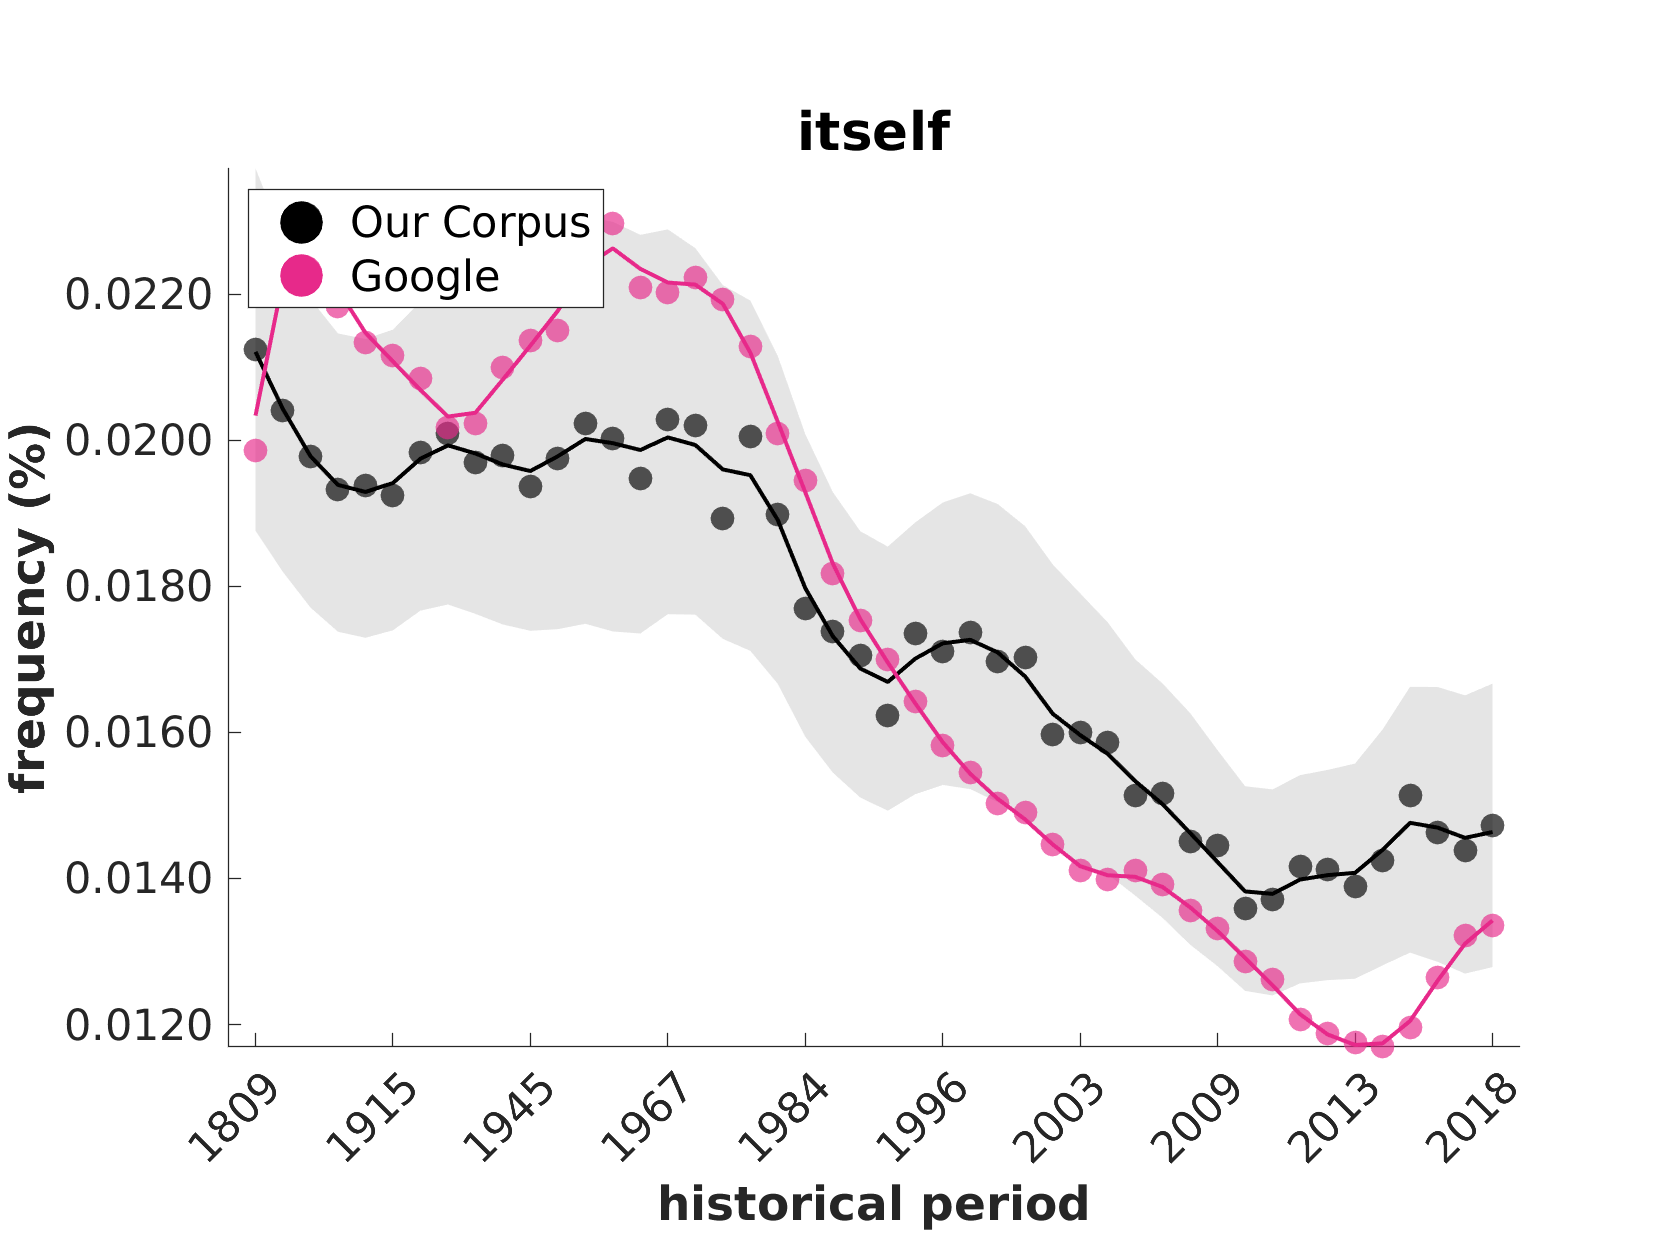 itself
Our Corpus
Google
frequency (%)
0.0220
0.0200
0.0180
0.0160
0.0140
0.0120
1809 1915 1945 1967 1984 1996 2003 2009 2013 2018
historical period